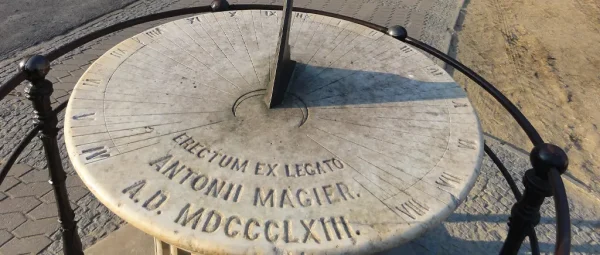 ERECTUM EX LEGATO
ANTONII MAGIER.
A.D. MDCCCLXIII.